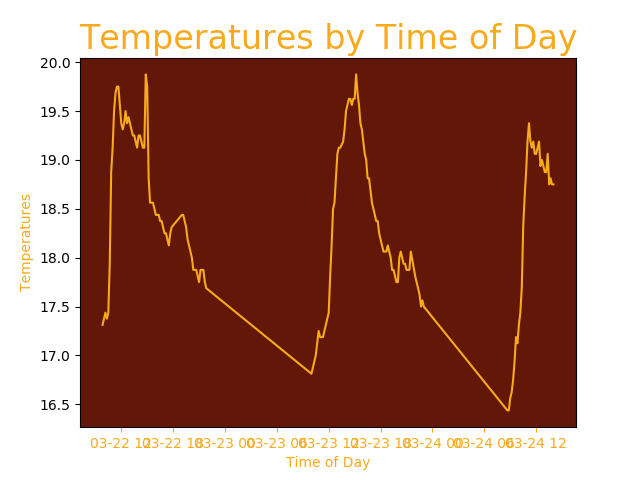 Temperatures by Time of Day
20.0
19.5
19.0
18.5
18.0
17.5
17.0
16.5
Temperatures
03-22 12 03-22 18 03-23 00 03-23 06 03-23 12 03-23 18 03-24 00 03-24 06 03-24 12
Time of Day